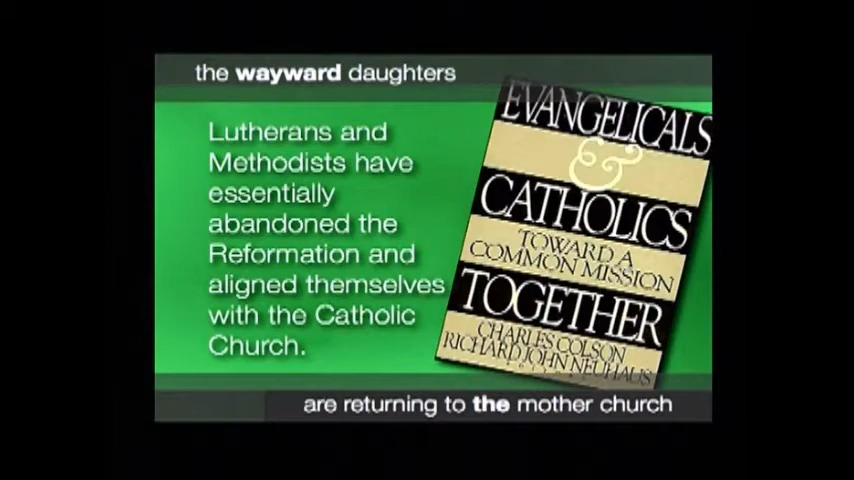 the wayward daughters
Lutherans and
Methodists have
essentially
abandoned the
Reformation and
aligned themselves
with the Catholic
Church.
EVANGELICALS
&
CATHOLICS
TOWARD A
COMMON MISSION
TOGETHER
CHARLES COLSON
RICHARD JOHN NEUHAUS
are returning to the mother church